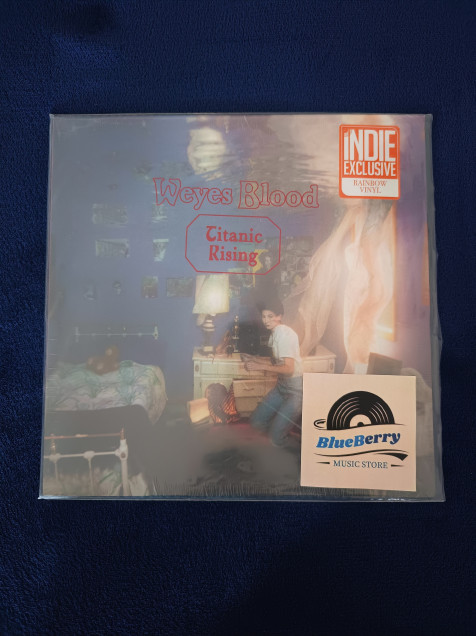 iNDIE
EXCLUSIVE
RAINBOW
VINYL
Weyes Blood
Titanic
Rising
BlueBerry
MUSIC STORE